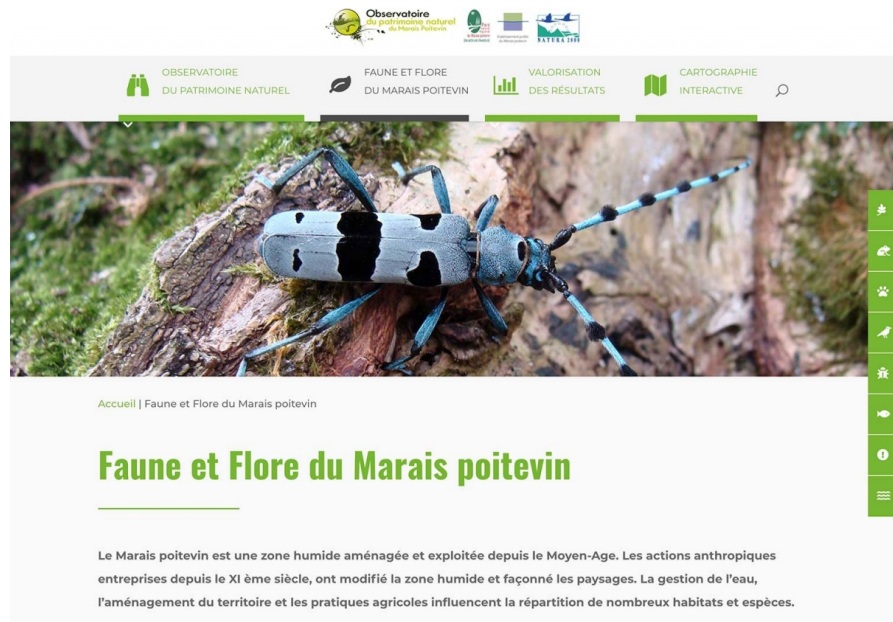 Observatoire
du patrimoine naturel
du Marais Poitevin
NATURA 2000
OBSERVATOIRE
DU PATRIMOINE NATUREL
FAUNE ET FLORE
DU MARAIS POITEVIN
VALORISATION
DES RÉSULTATS
CARTOGRAPHIE
INTERACTIVE
Accueil | Faune et Flore du Marais poitevin
Faune et Flore du Marais poitevin
Le Marais poitevin est une zone humide aménagée et exploitée depuis le Moyen-Age. Les actions anthropiques
entreprises depuis le XI ème siècle, ont modifié la zone humide et façonné les paysages. La gestion de l’eau,
l’aménagement du territoire et les pratiques agricoles influencent la répartition de nombreux habitats et espèces.